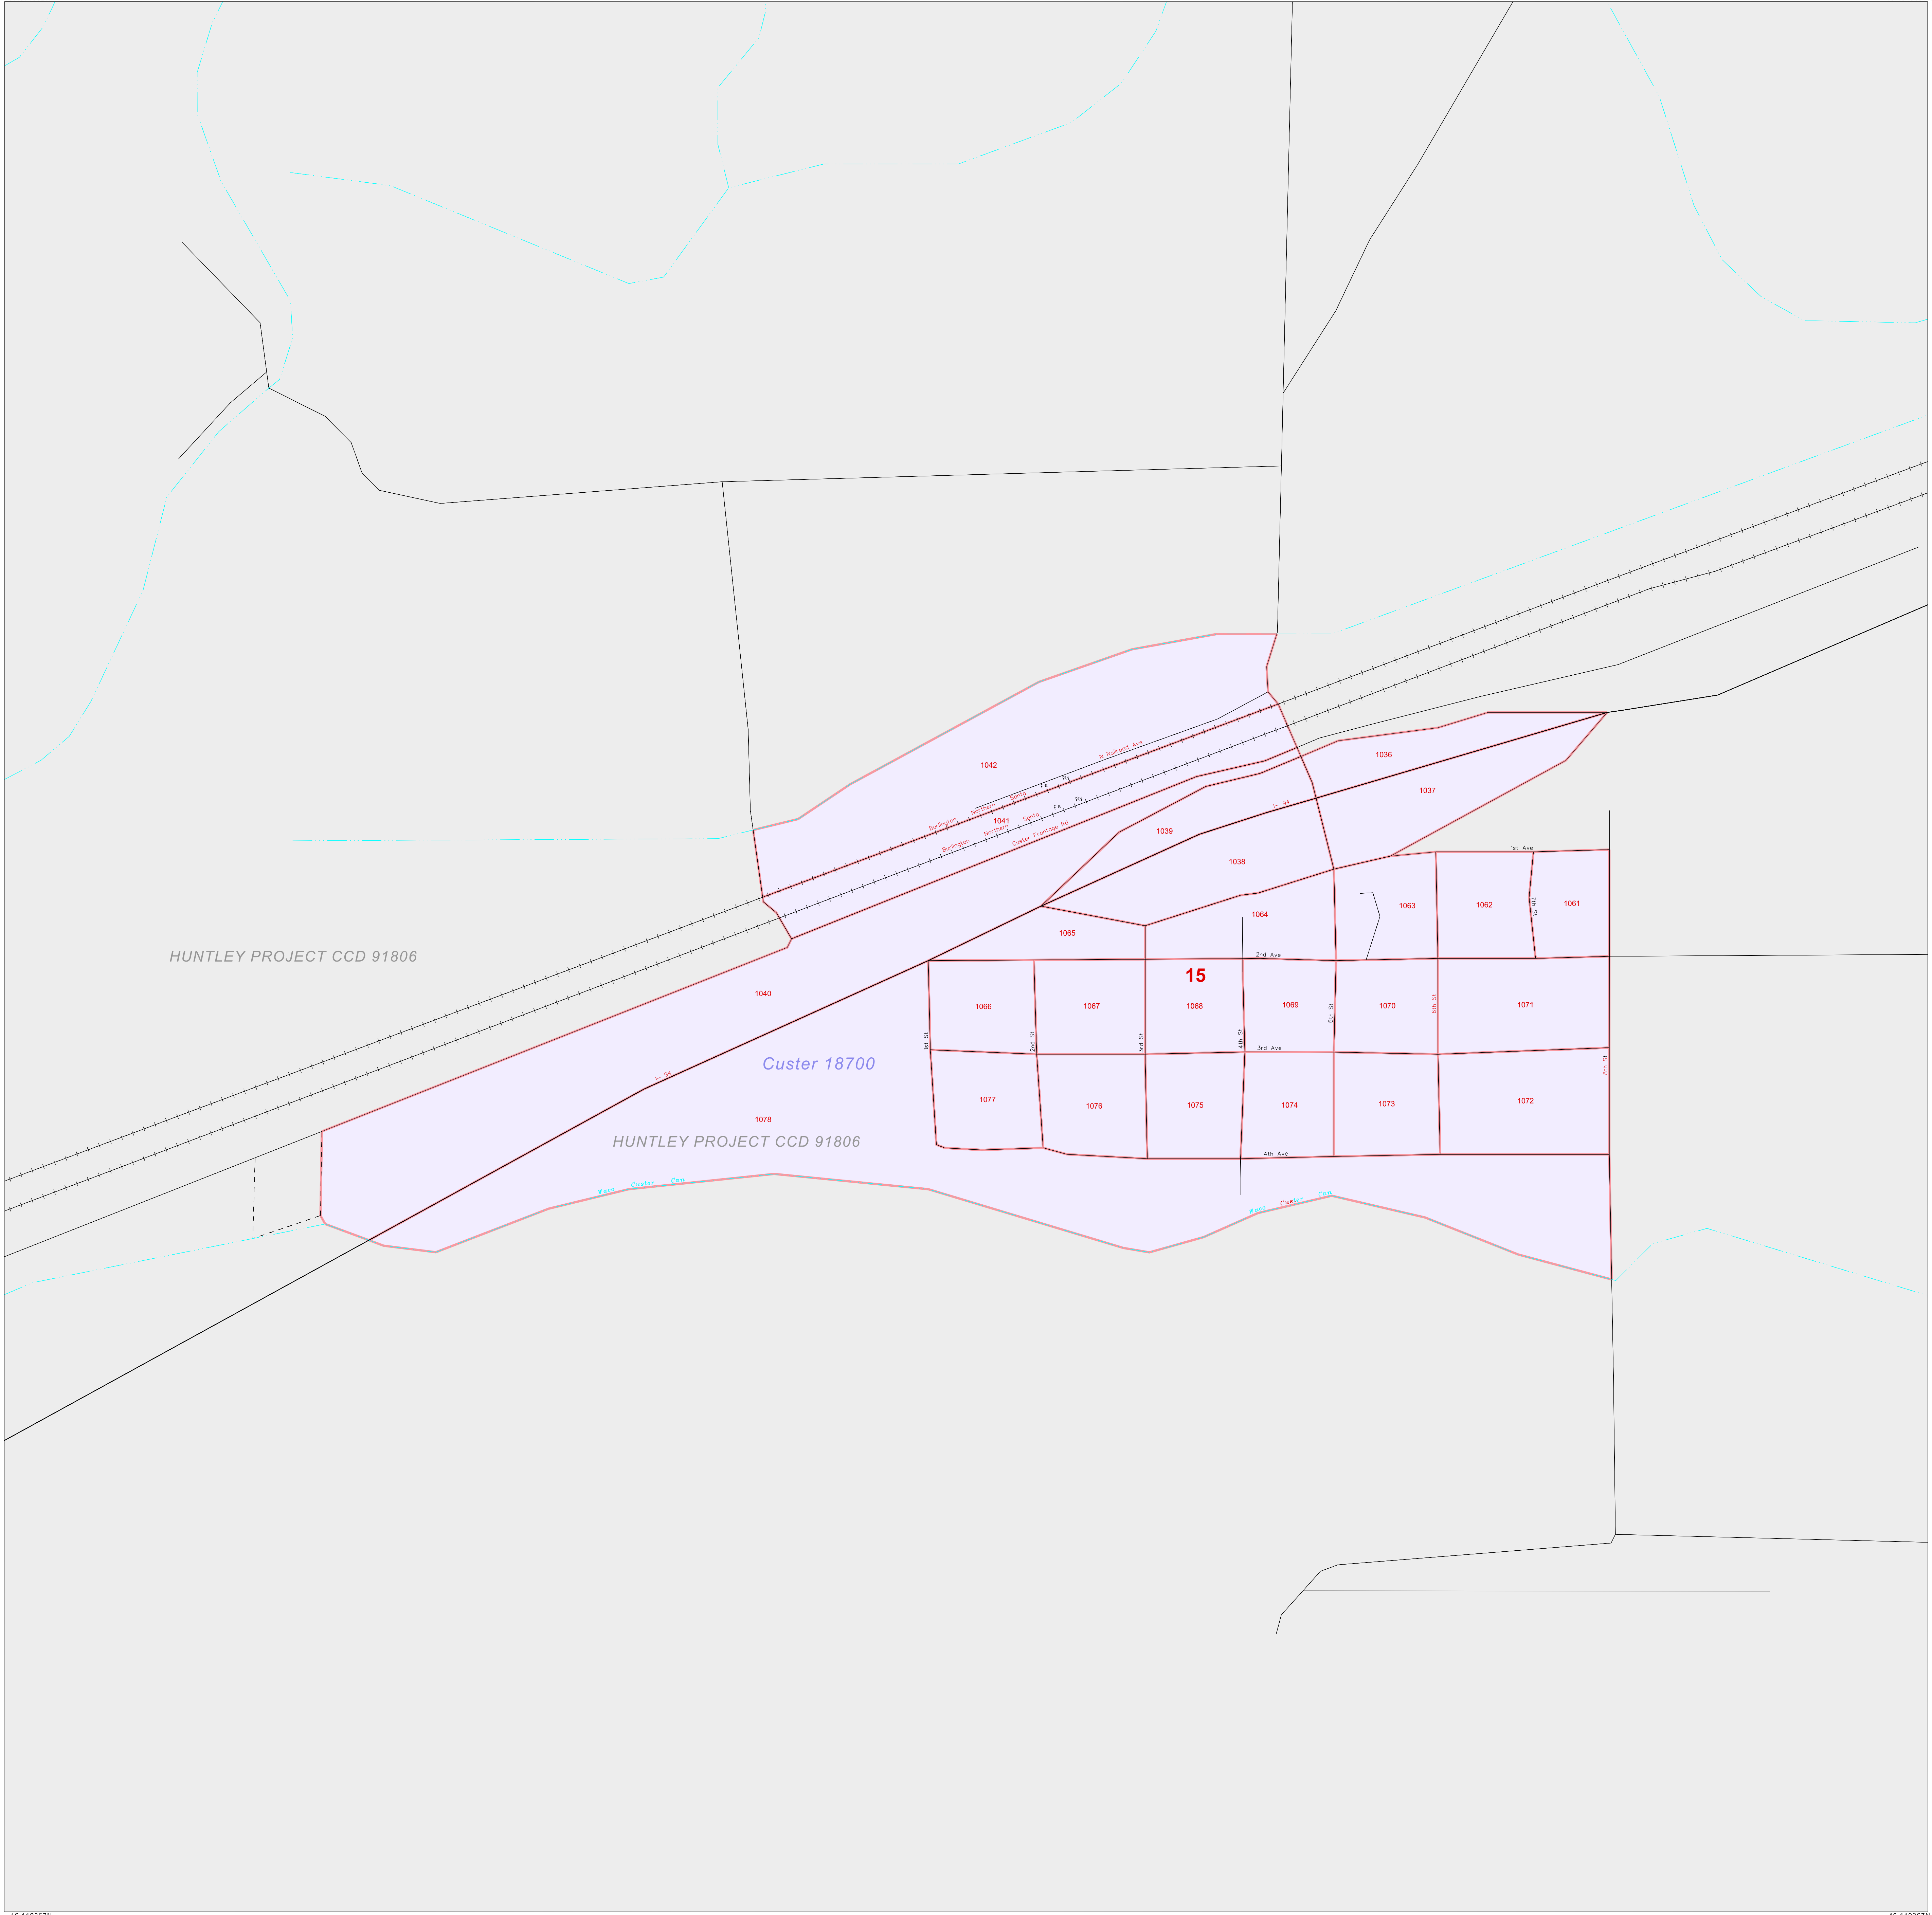 1036
1042
N Railroad Ave
Burlington Northern Santa Fe Ry
1037
I- 94
1041
Burlington Northern Santa Fe Ry
Custer Frontage Rd
1039
1st Ave
1038
7th St
1061
1062
1063
1064
1065
2nd Ave
HUNTLEY PROJECT CCD 91806
15
1040
1066
1067
1068
1069
1070
1071
1st St
2nd St
3rd St
4th St
5th St
6th St
8th St
3rd Ave
Custer 18700
I- 94
1077
1076
1075
1074
1073
1072
1078
HUNTLEY PROJECT CCD 91806
4th Ave
Custer
Custer